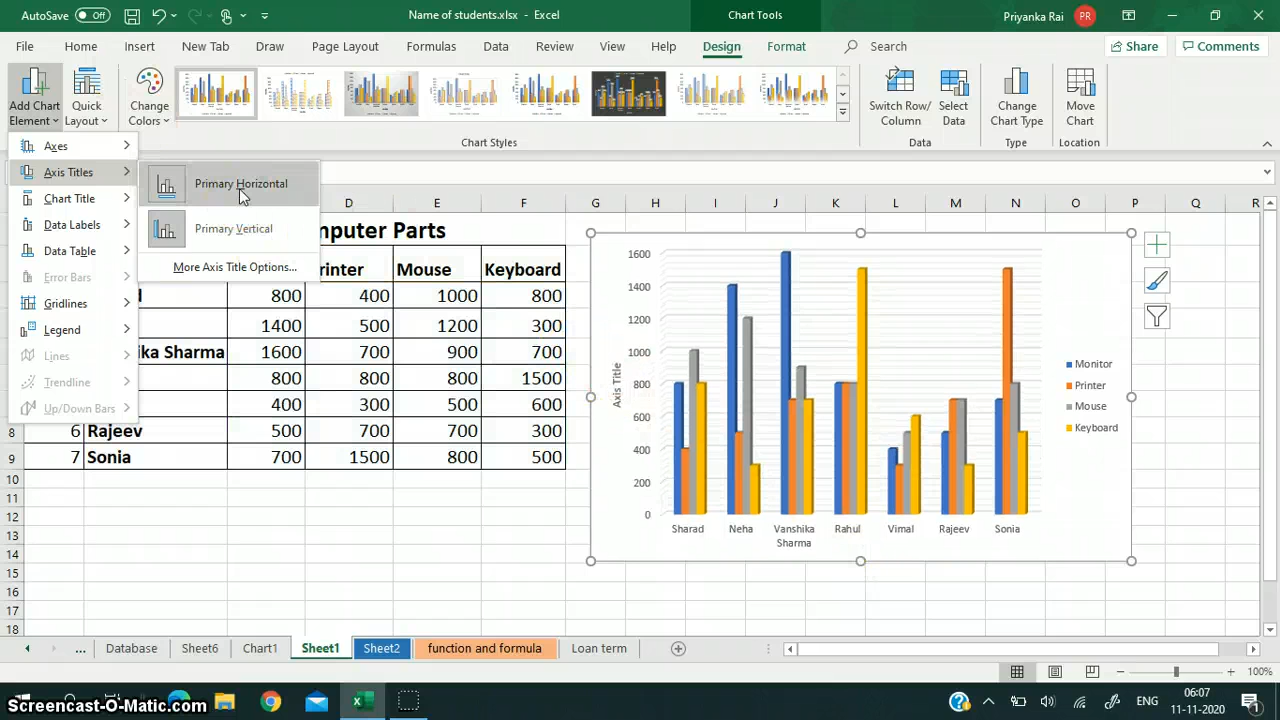 AutoSave Off
Name of students.xlsx - Excel
Chart Tools
Priyanka Rai PR
File Home Insert New Tab Draw Page Layout Formulas Data Review View Help Design Format Search Share Comments
Add Chart Element
Quick Layout
Change Colors
Switch Row/ Column
Select Data
Change Chart Type
Move Chart
Chart Styles Data Type Location
Axes
Axis Titles
Chart Title
Data Labels
Data Table
Error Bars
Gridlines
Legend
Lines
Trendline
Up/Down Bars
Primary Horizontal
Primary Vertical
More Axis Title Options...
D E F G H I J K L M N O P Q R
mputer Parts
rinter Mouse Keyboard
d 800 400 1000 800
1400 500 1200 300
ika Sharma 1600 700 900 700
800 800 800 1500
400 300 500 600
8 6 Rajeev 500 700 700 300
9 7 Sonia 700 1500 800 500
10
11
12
13
14
15
16
17
18
1600
1400
1200
1000
800
600
400
200
0
Axis Title
Sharad Neha Vanshika Sharma Rahul Vimal Rajeev Sonia
Monitor
Printer
Mouse
Keyboard
... Database Sheet6 Chart1 Sheet1 Sheet2 function and formula Loan term
100%
Screencast-O-Matic.com
ENG
06:07
11-11-2020
1